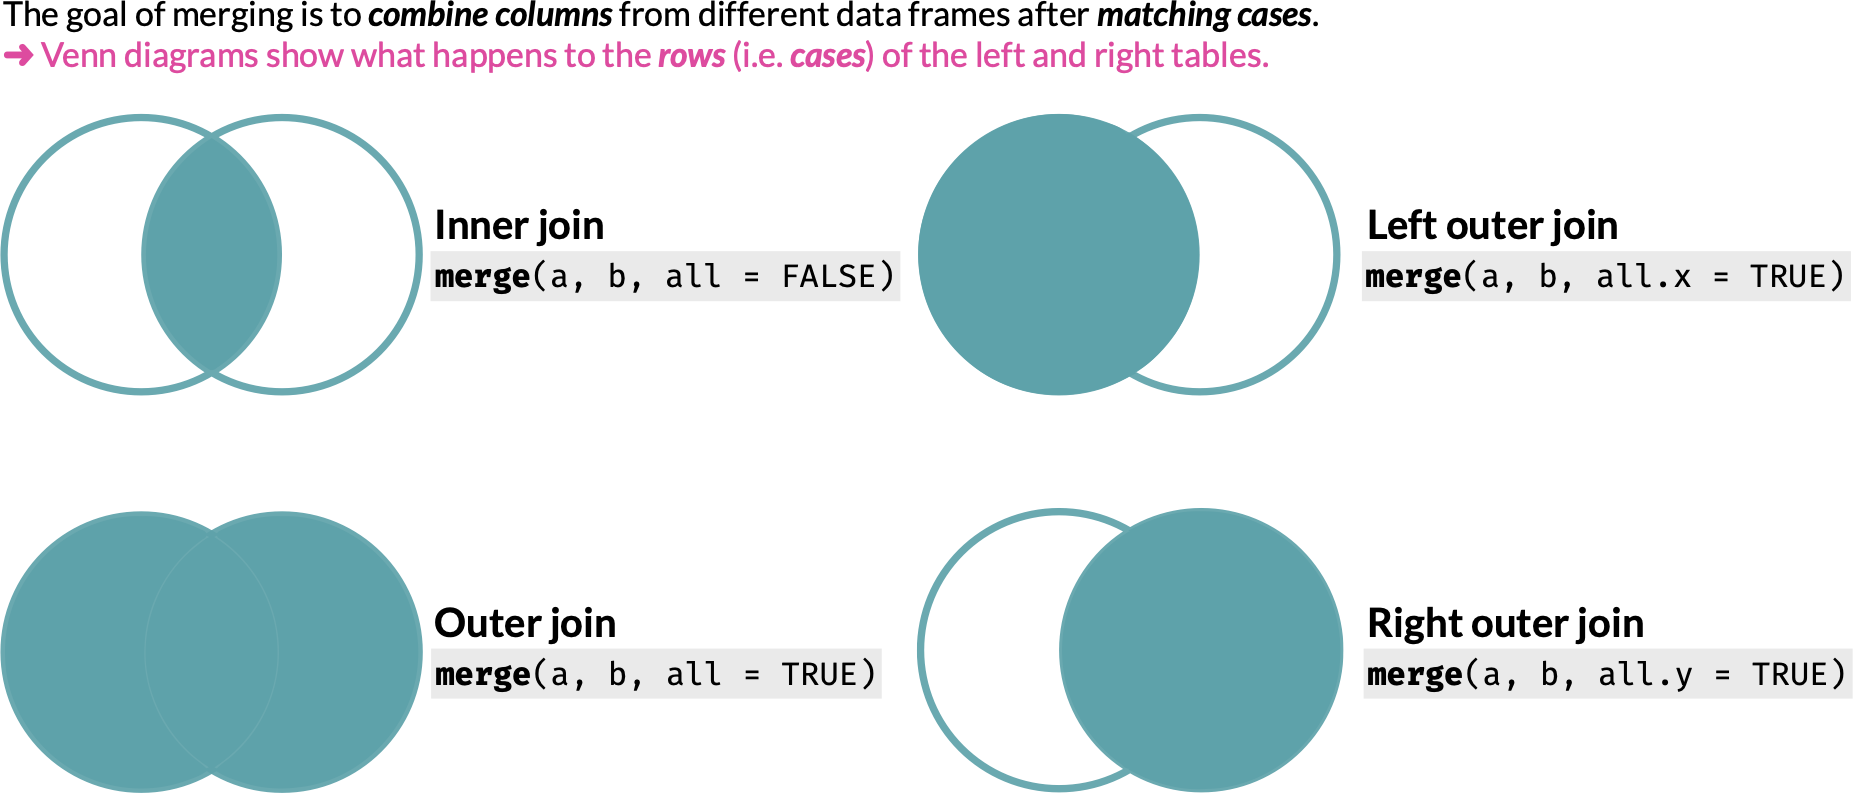 The goal of merging is to combine columns from different data frames after matching cases.
➜ Venn diagrams show what happens to the rows (i.e. cases) of the left and right tables.
Inner join
merge(a, b, all = FALSE)
Left outer join
merge(a, b, all.x = TRUE)
Outer join
merge(a, b, all = TRUE)
Right outer join
merge(a, b, all.y = TRUE)